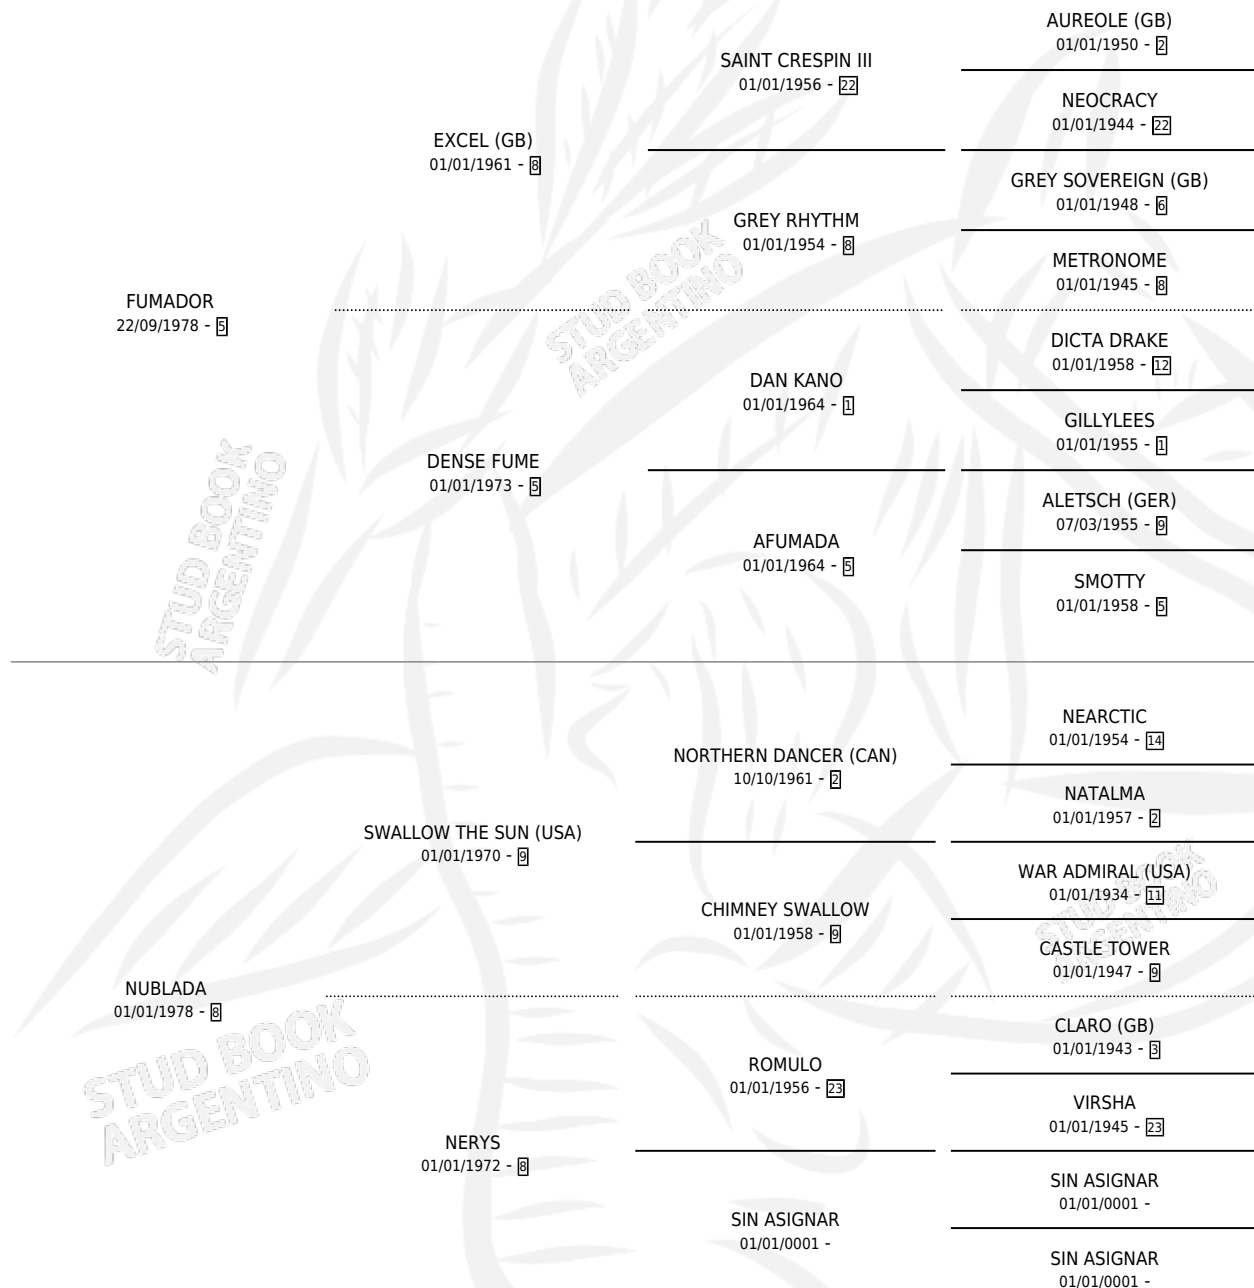 AUREOLE (GB)
01/01/1950 - 2
SAINT CRESPIN III
01/01/1956 - 22
NEOCRACY
01/01/1944 - 22
EXCEL (GB)
01/01/1961 - 8
GREY SOVEREIGN (GB)
01/01/1948 - 6
GREY RHYTHM
01/01/1954 - 8
METRONOME
01/01/1945 - 8
FUMADOR
22/09/1978 - 5
STUD BOOK
ARGENTINO
DICTA DRAKE
01/01/1958 - 12
DAN KANO
01/01/1964 - 1
GILLYLEES
01/01/1955 - 1
DENSE FUME
01/01/1973 - 5
ALETSCH (GER)
07/03/1955 - 9
AFUMADA
01/01/1964 - 5
SMOTTY
01/01/1958 - 5
STUD BOOK
ARGENTINO
NEARCTIC
01/01/1954 - 14
NORTHERN DANCER (CAN)
10/10/1961 - 2
NATALMA
01/01/1957 - 2
SWALLOW THE SUN (USA)
01/01/1970 - 9
WAR ADMIRAL (USA)
01/01/1934 - 11
STUD BOOK
ARGENTINO
CHIMNEY SWALLOW
01/01/1958 - 9
CASTLE TOWER
01/01/1947 - 9
NUBLADA
01/01/1978 - 8
STUD BOOK
ARGENTINO
CLARO (GB)
01/01/1943 - 3
ROMULO
01/01/1956 - 23
VIRSHA
01/01/1945 - 23
NERYS
01/01/1972 - 8
SIN ASIGNAR
01/01/0001 -
SIN ASIGNAR
01/01/0001 -
SIN ASIGNAR
01/01/0001 -